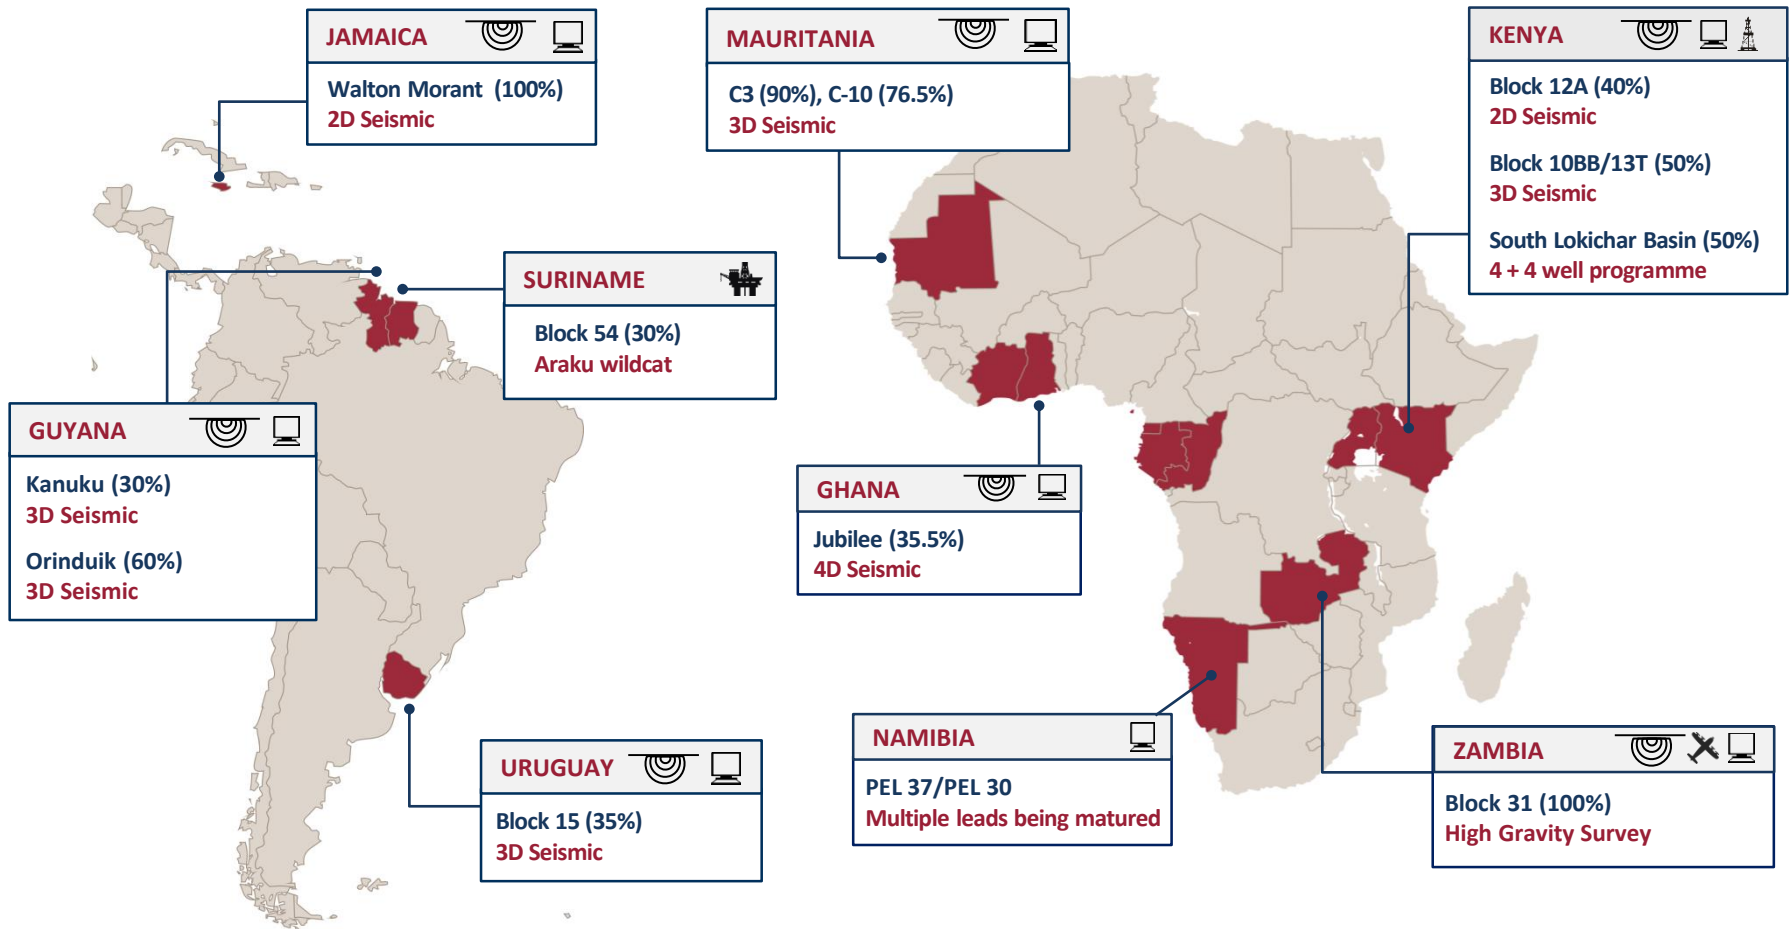 JAMAICA
Walton Morant (100%)
2D Seismic
MAURITANIA
C3 (90%), C-10 (76.5%)
3D Seismic
KENYA
Block 12A (40%)
2D Seismic
Block 10BB/13T (50%)
3D Seismic
South Lokichar Basin (50%)
4 + 4 well programme
SURINAME
Block 54 (30%)
Araku wildcat
GUYANA
Kanuku (30%)
3D Seismic
Orinduik (60%)
3D Seismic
GHANA
Jubilee (35.5%)
4D Seismic
URUGUAY
Block 15 (35%)
3D Seismic
NAMIBIA
PEL 37/PEL 30
Multiple leads being matured
ZAMBIA
Block 31 (100%)
High Gravity Survey